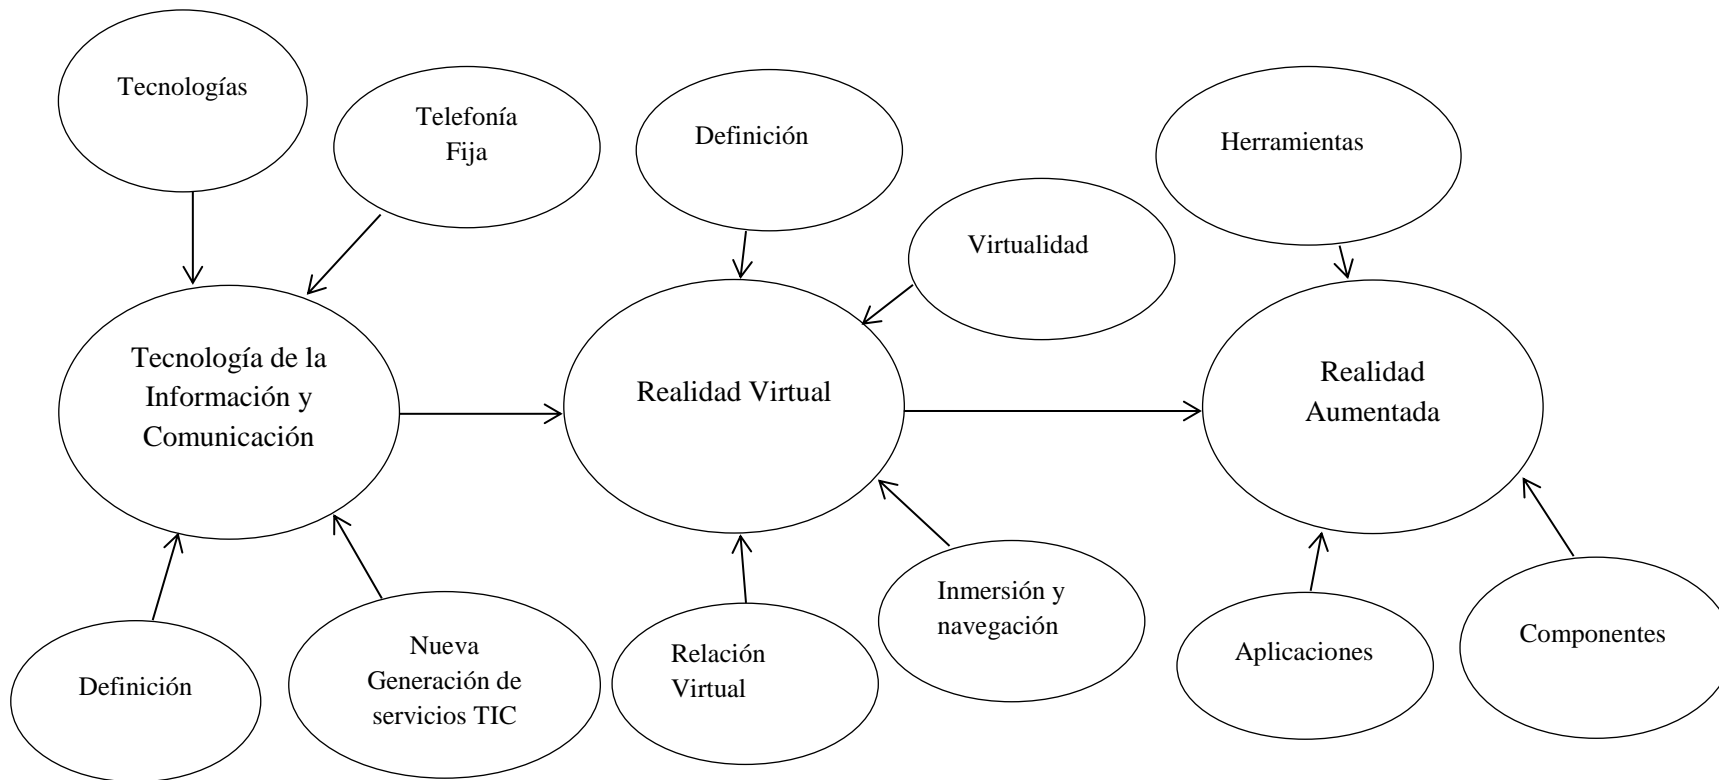 Tecnologías
Telefonía
Fija
Definición
Herramientas
Virtualidad
Tecnología de la
Información y
Comunicación
Realidad Virtual
Realidad
Aumentada
Definición
Nueva
Generación de
servicios TIC
Relación
Virtual
Inmersión y
navegación
Aplicaciones
Componentes